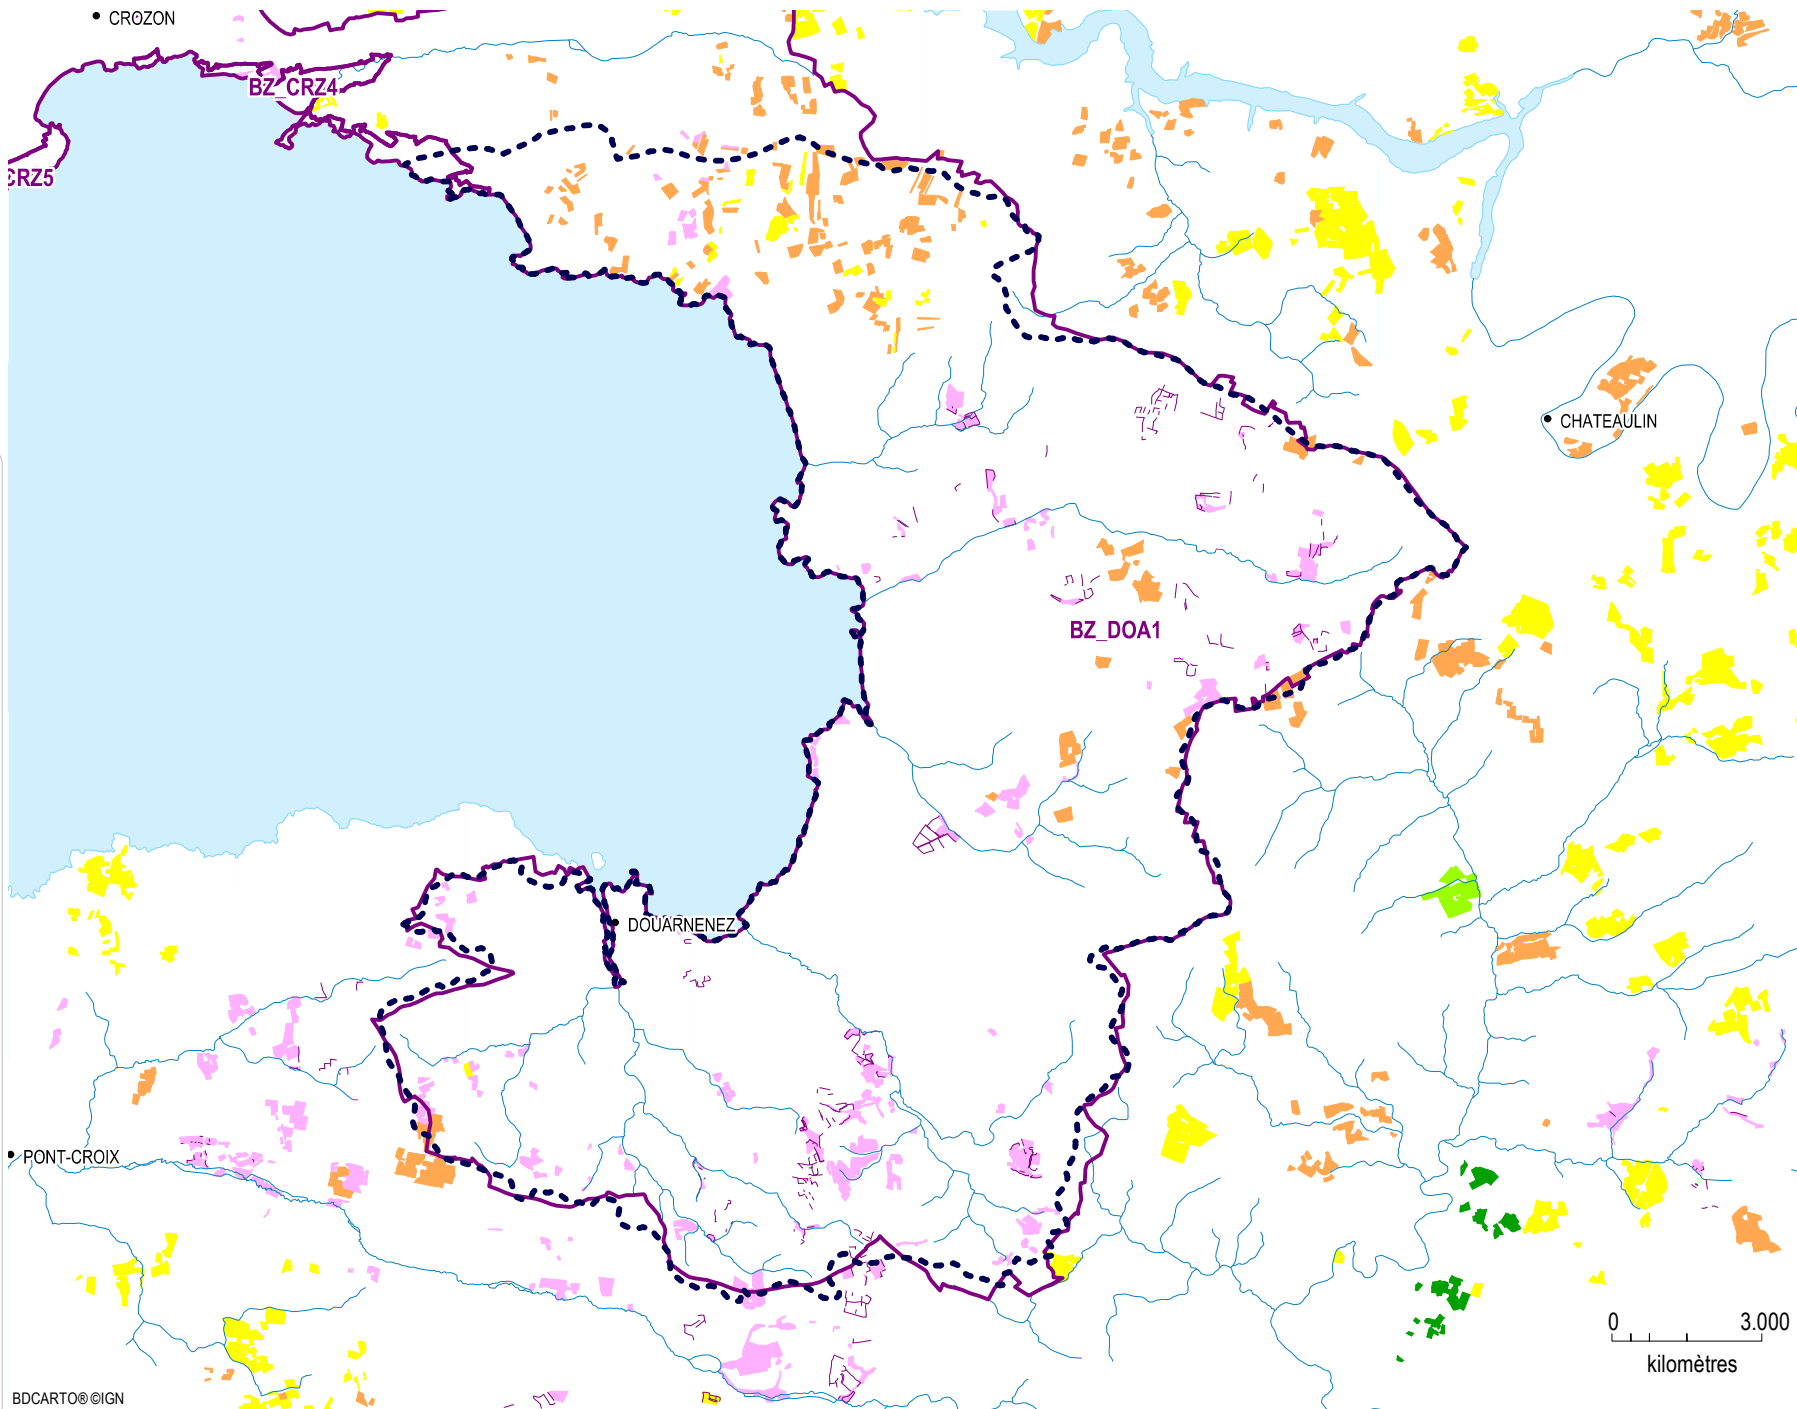 CROZON
BZ_CRZ4
CRZ5
CHATEAULIN
BZ_DOA1
DOUARNENEZ
PONT-CROIX
0 3.000
kilomètres
BDCARTO® ©IGN